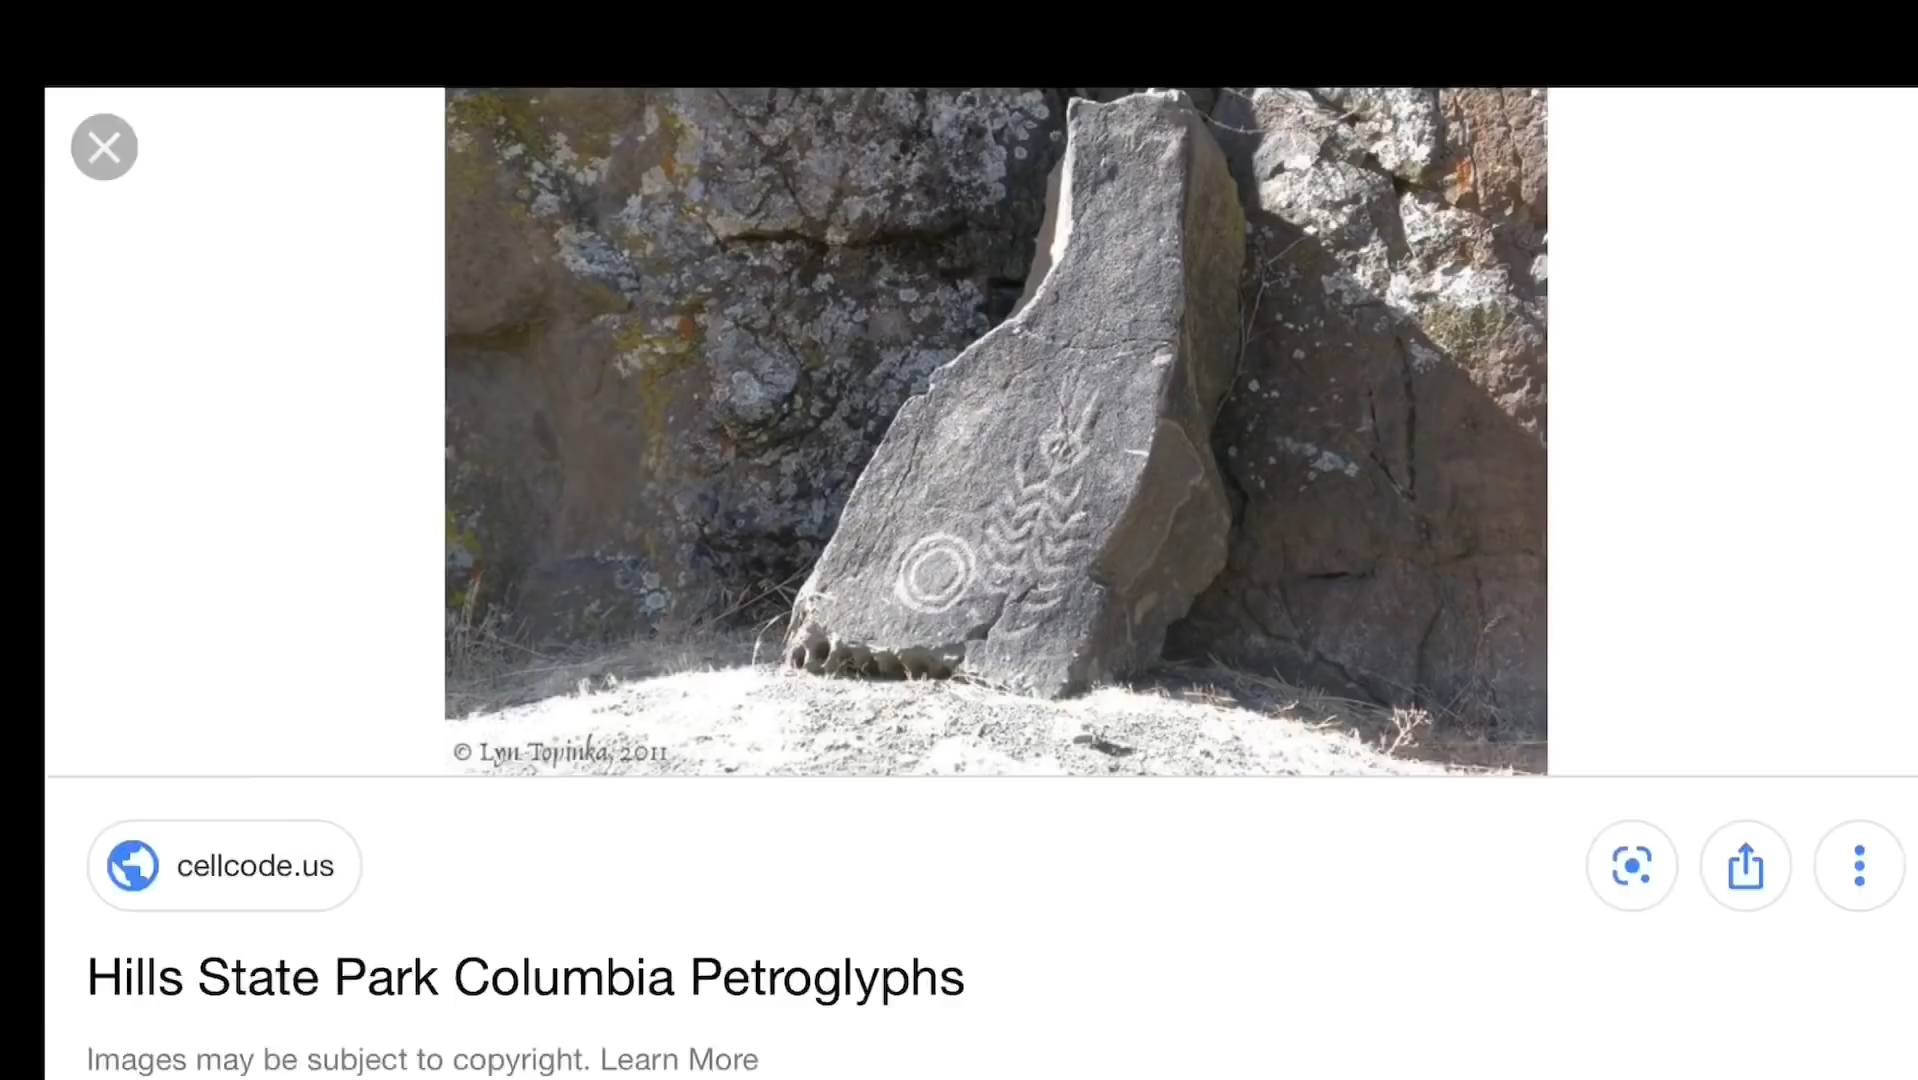 © Lyn Topinka, 2011
cellcode.us
Hills State Park Columbia Petroglyphs
Images may be subject to copyright. Learn More